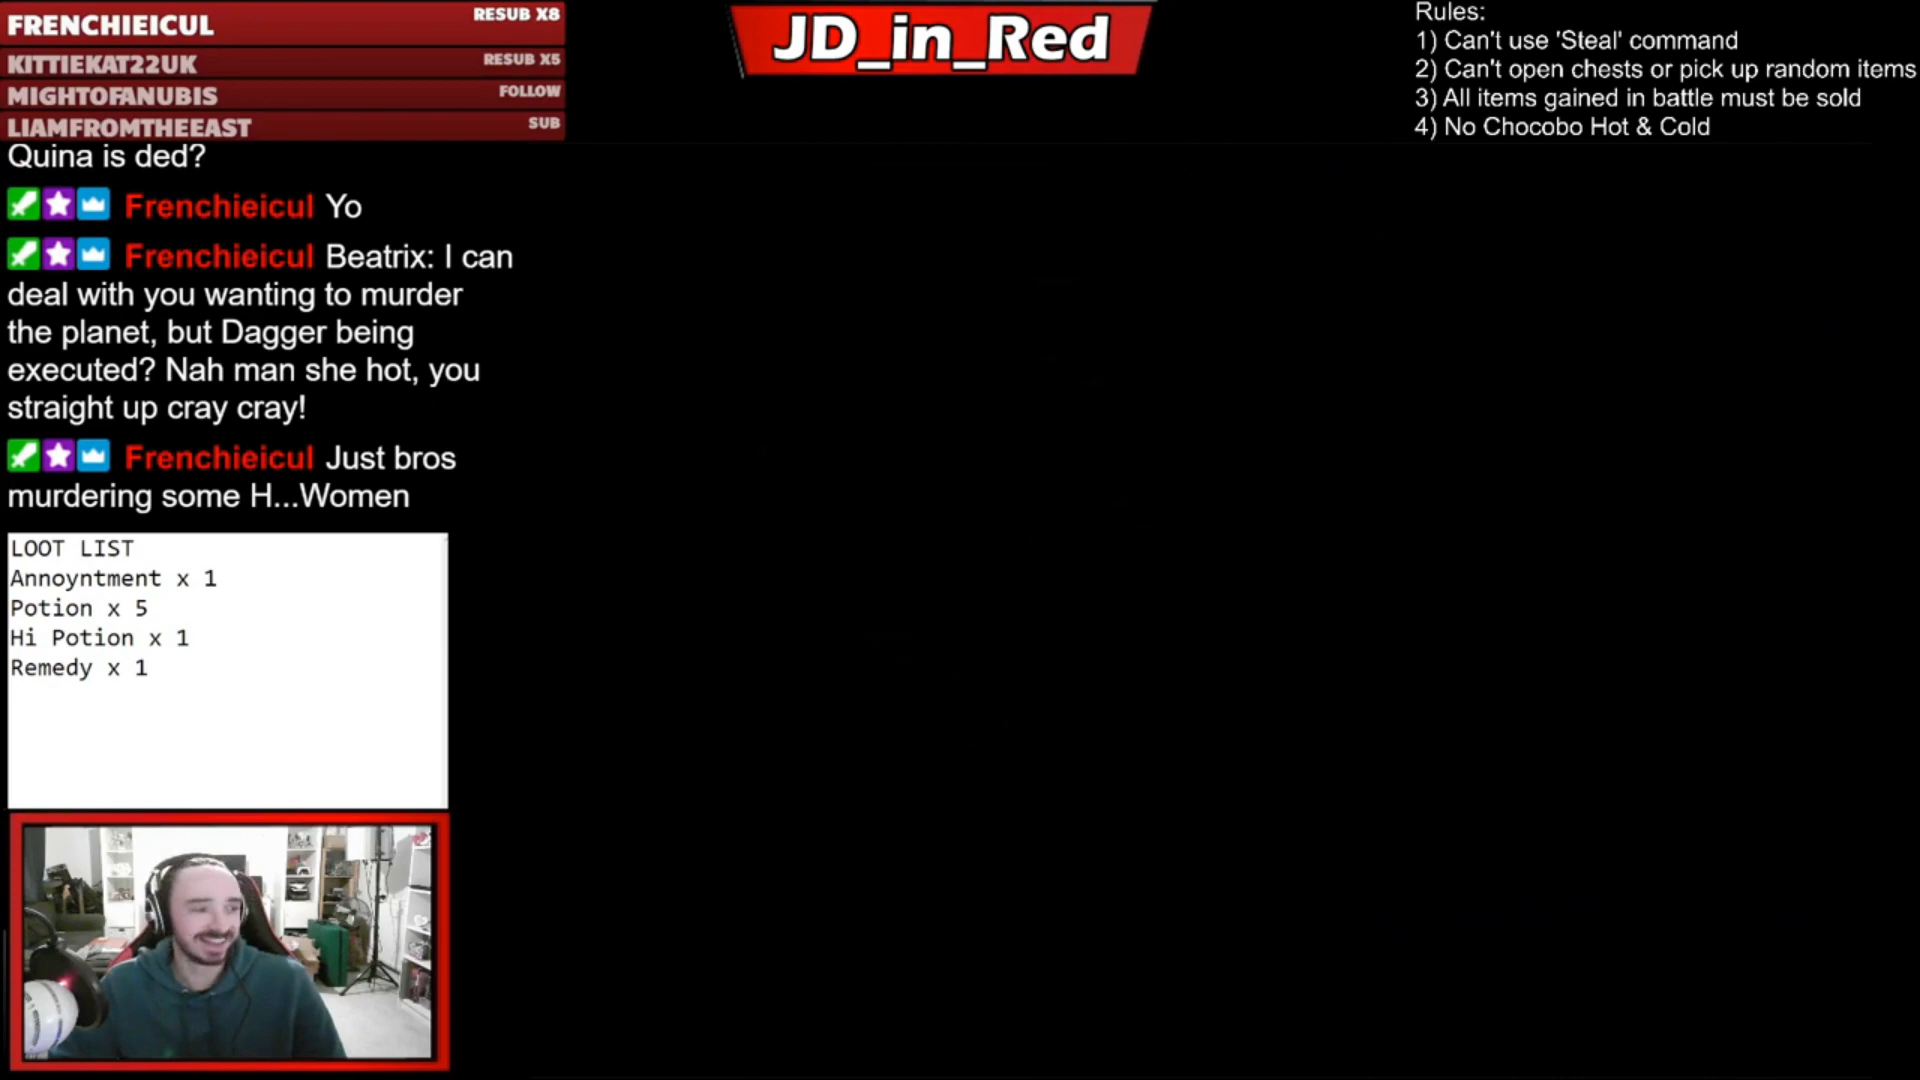 FRENCHIEICUL RESUB X8
KITTIEKAT22UK RESUB X5
MIGHTOFANUBIS FOLLOW
LIAMFROMTHEEAST SUB
JD_in_Red
Rules:
1) Can't use 'Steal' command
2) Can't open chests or pick up random items
3) All items gained in battle must be sold
4) No Chocobo Hot & Cold
Quina is ded?
Frenchieicul Yo
Frenchieicul Beatrix: I can
deal with you wanting to murder
the planet, but Dagger being
executed? Nah man she hot, you
straight up cray cray!
Frenchieicul Just bros
murdering some H...Women
LOOT LIST
Annoyntment x 1
Potion x 5
Hi Potion x 1
Remedy x 1